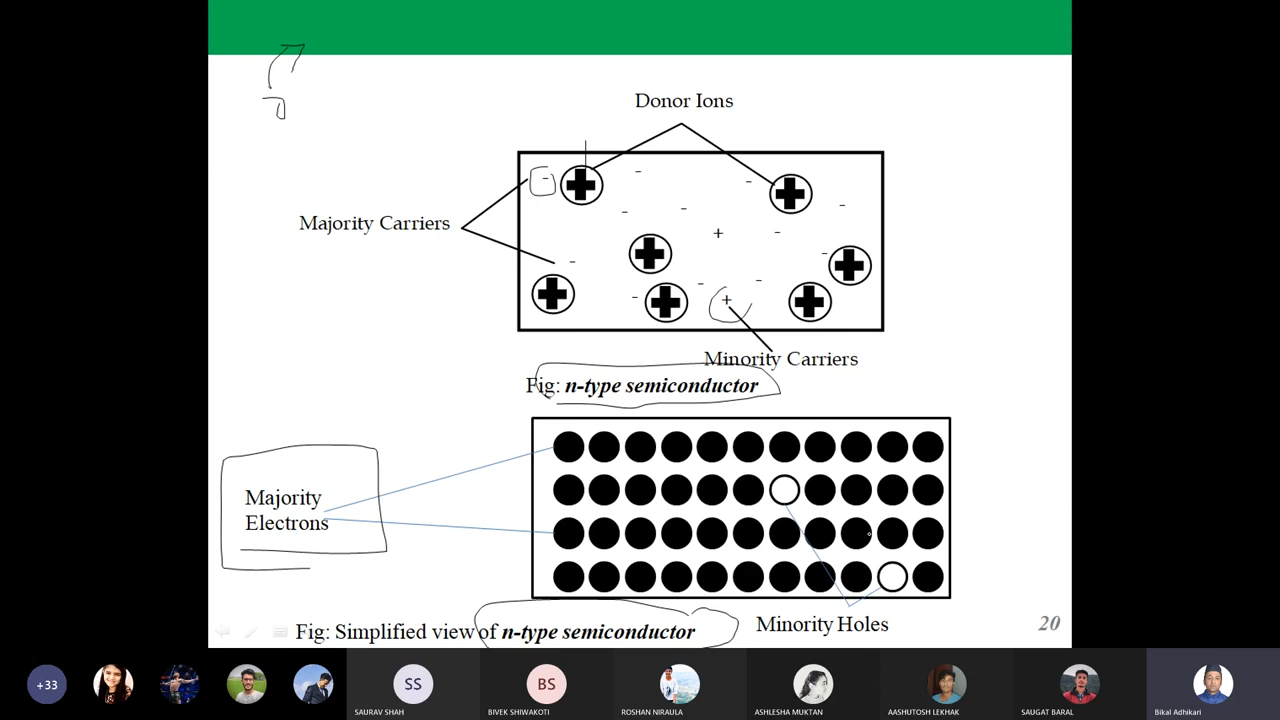 Donor Ions
Majority Carriers
Minority Carriers
Fig: n-type semiconductor
Majority
Electrons
Minority Holes
Fig: Simplified view of n-type semiconductor
20
+33
SS
SAURAV SHAH
BS
BIVEK SHIWAKOTI
ROSHAN NIRAULA
ASHLESHA MUKTAN
AASHUTOSH LEKHAK
SAUGAT BARAL
Bikal Adhikari